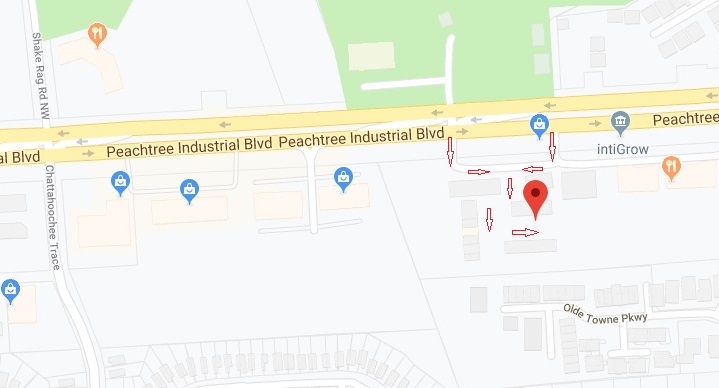 Shake Rag Rd NW
Peachtree
al Blvd
Peachtree Industrial Blvd
Peachtree Industrial Blvd
intiGrow
Chattahoochee Trace
Olde Towne Pkwy